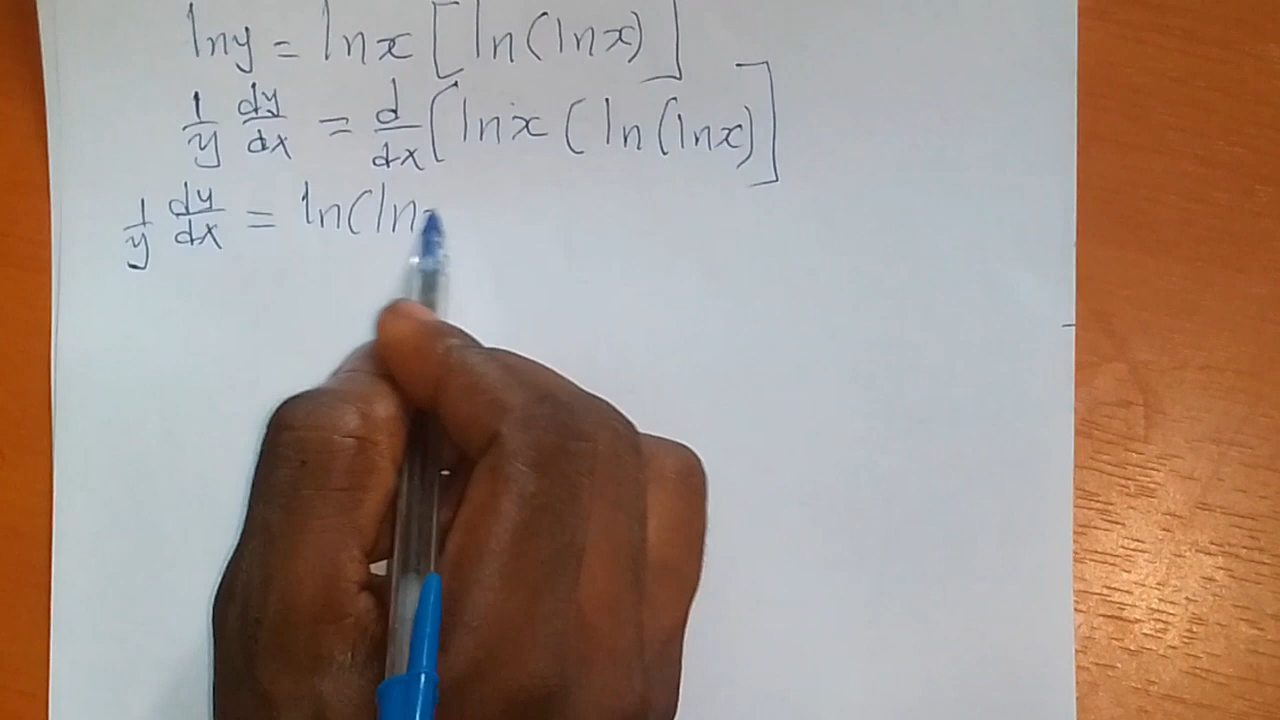 lny = lnx [ln(lnx)]
1/y dy/dx = d/dx [lnx (ln(lnx)]
1/y dy/dx = ln(ln